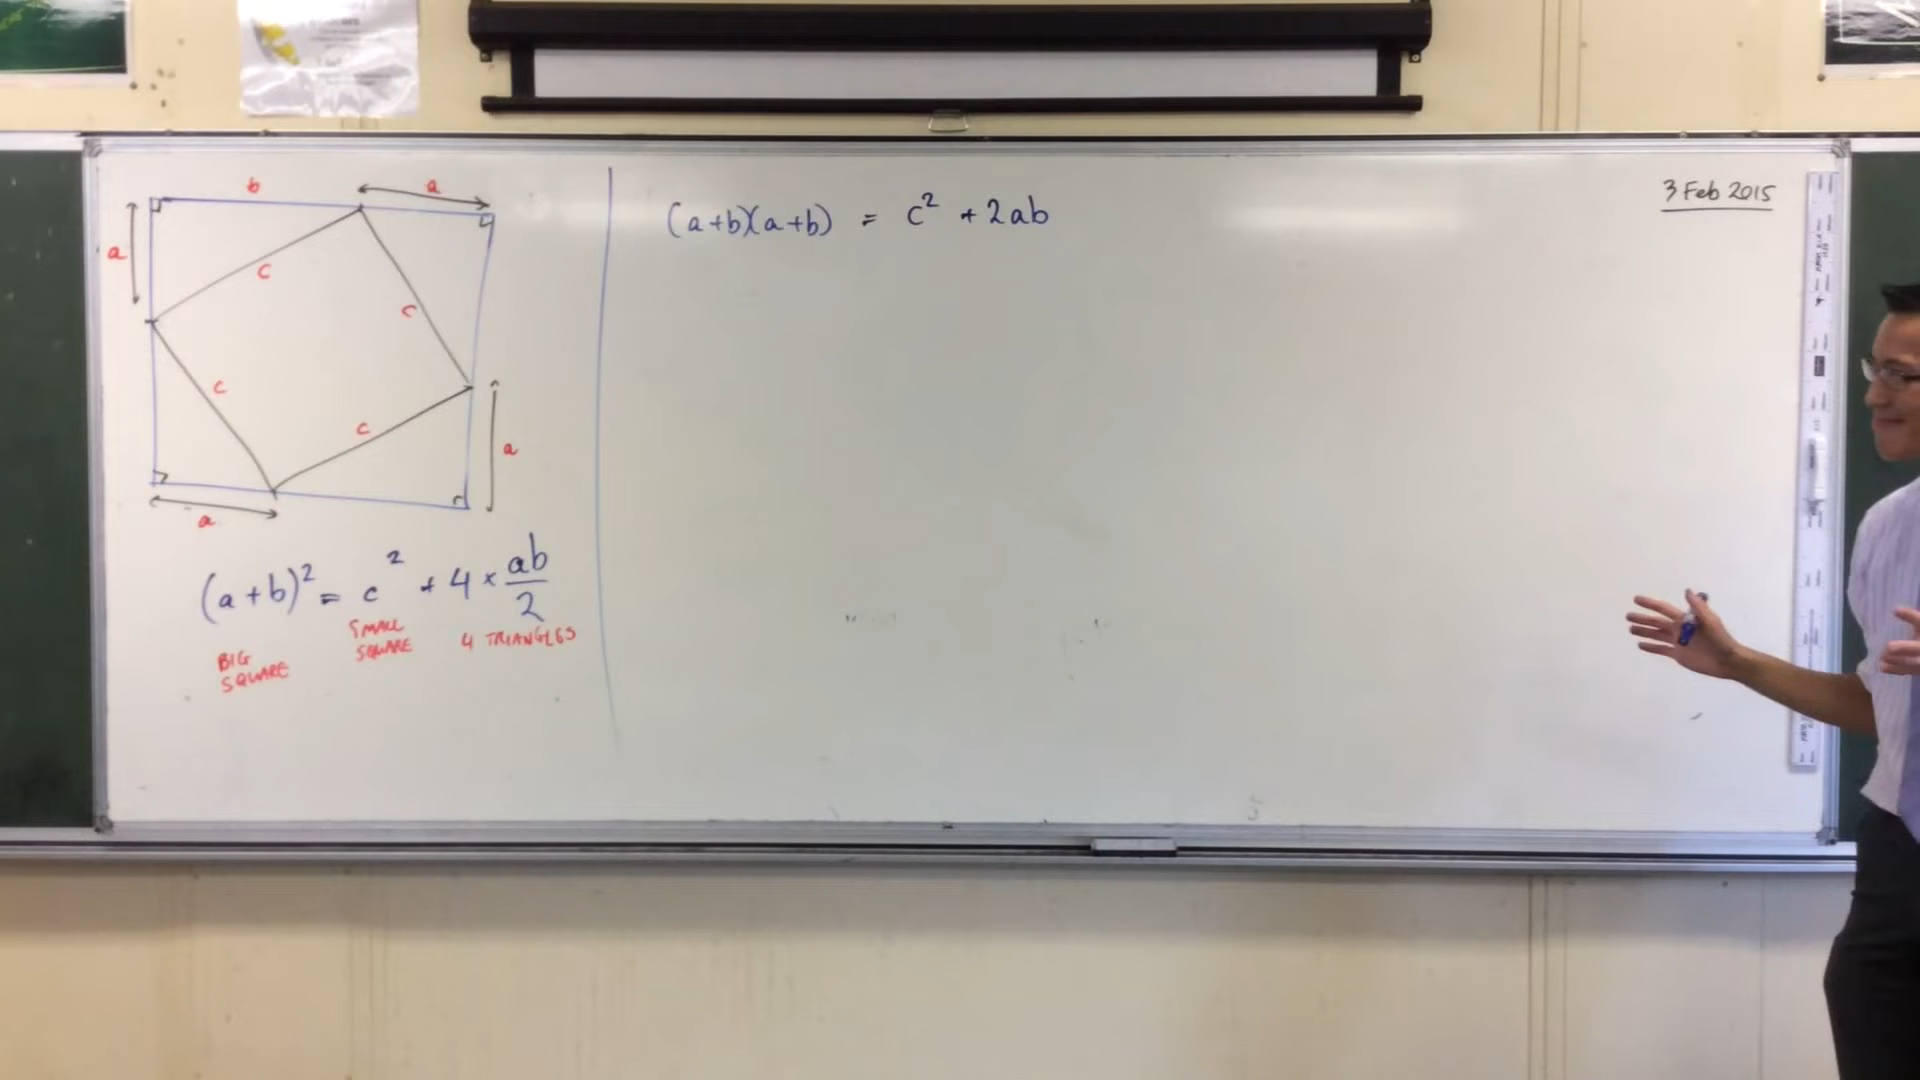 b a
a
c
c
c
c
a
a
(a+b)² = c² + 4 × ab/2
BIG SQUARE
SMALL SQUARE
4 TRIANGLES
(a+b)(a+b) = c² + 2ab
3 Feb 2015